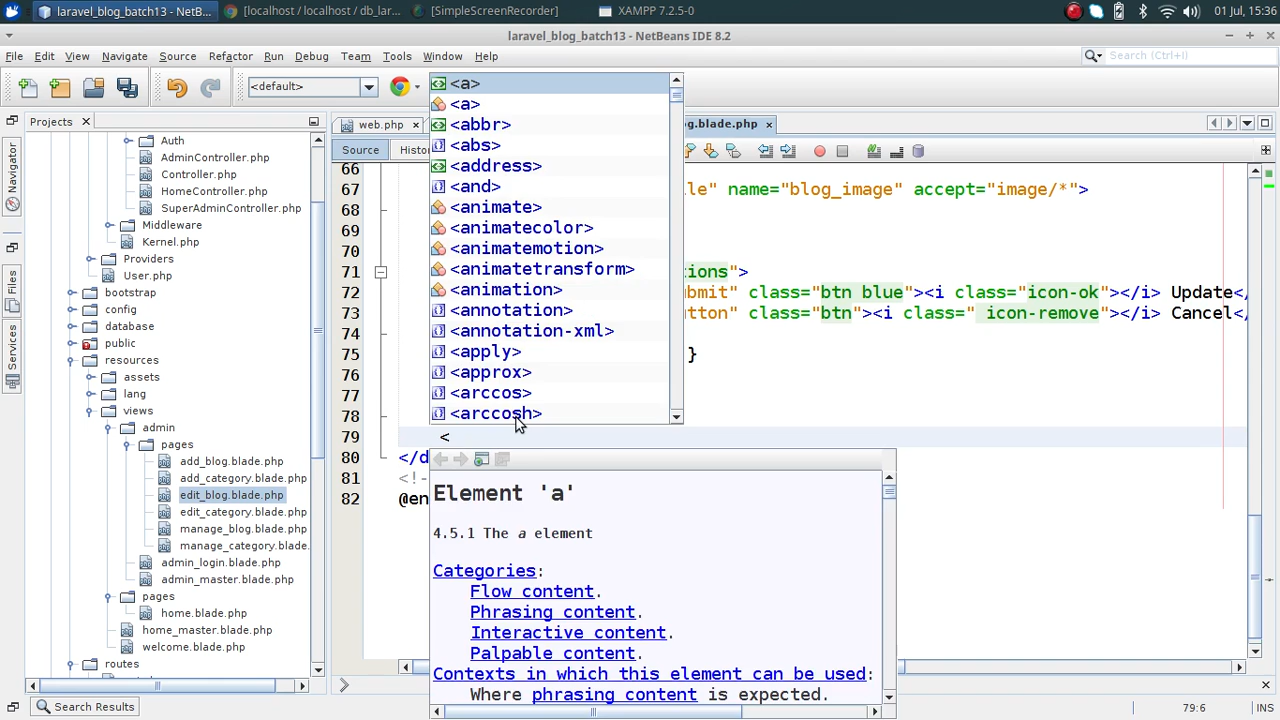 laravel_blog_batch13 - NetB...
[localhost / localhost / db_lar...
[SimpleScreenRecorder]
XAMPP 7.2.5-0
01 Jul, 15:36
laravel_blog_batch13 - NetBeans IDE 8.2
File Edit View Navigate Source Refactor Run Debug Team Tools Window Help
Search (Ctrl+I)
<default>
Projects
web.php
g.blade.php
Source Histor
Navigator
Files
Services
Auth
AdminController.php
Controller.php
HomeController.php
SuperAdminController.php
Middleware
Kernel.php
Providers
User.php
bootstrap
config
database
public
resources
assets
lang
views
admin
pages
add_blog.blade.php
add_category.blade.php
edit_blog.blade.php
edit_category.blade.php
manage_blog.blade.php
manage_category.blade.
admin_login.blade.php
admin_master.blade.php
pages
home.blade.php
home_master.blade.php
welcome.blade.php
routes
<a>
<a>
<abbr>
<abs>
<address>
<and>
<animate>
<animatecolor>
<animatemotion>
<animatetransform>
<animation>
<annotation>
<annotation-xml>
<apply>
<approx>
<arccos>
<arccosh>
66
67 le" name="blog_image" accept="image/*">
68
69
70
71 ions">
72 ubmit" class="btn blue"><i class="icon-ok"></i> Update</
73 utton" class="btn"><i class=" icon-remove"></i> Cancel</
74
75 }
76
77
78
79 <
80 </d
81 <!-
82 @en
Element 'a'
4.5.1 The a element
Categories:
Flow content.
Phrasing content.
Interactive content.
Palpable content.
Contexts in which this element can be used:
Where phrasing content is expected.
Search Results
79:6
INS